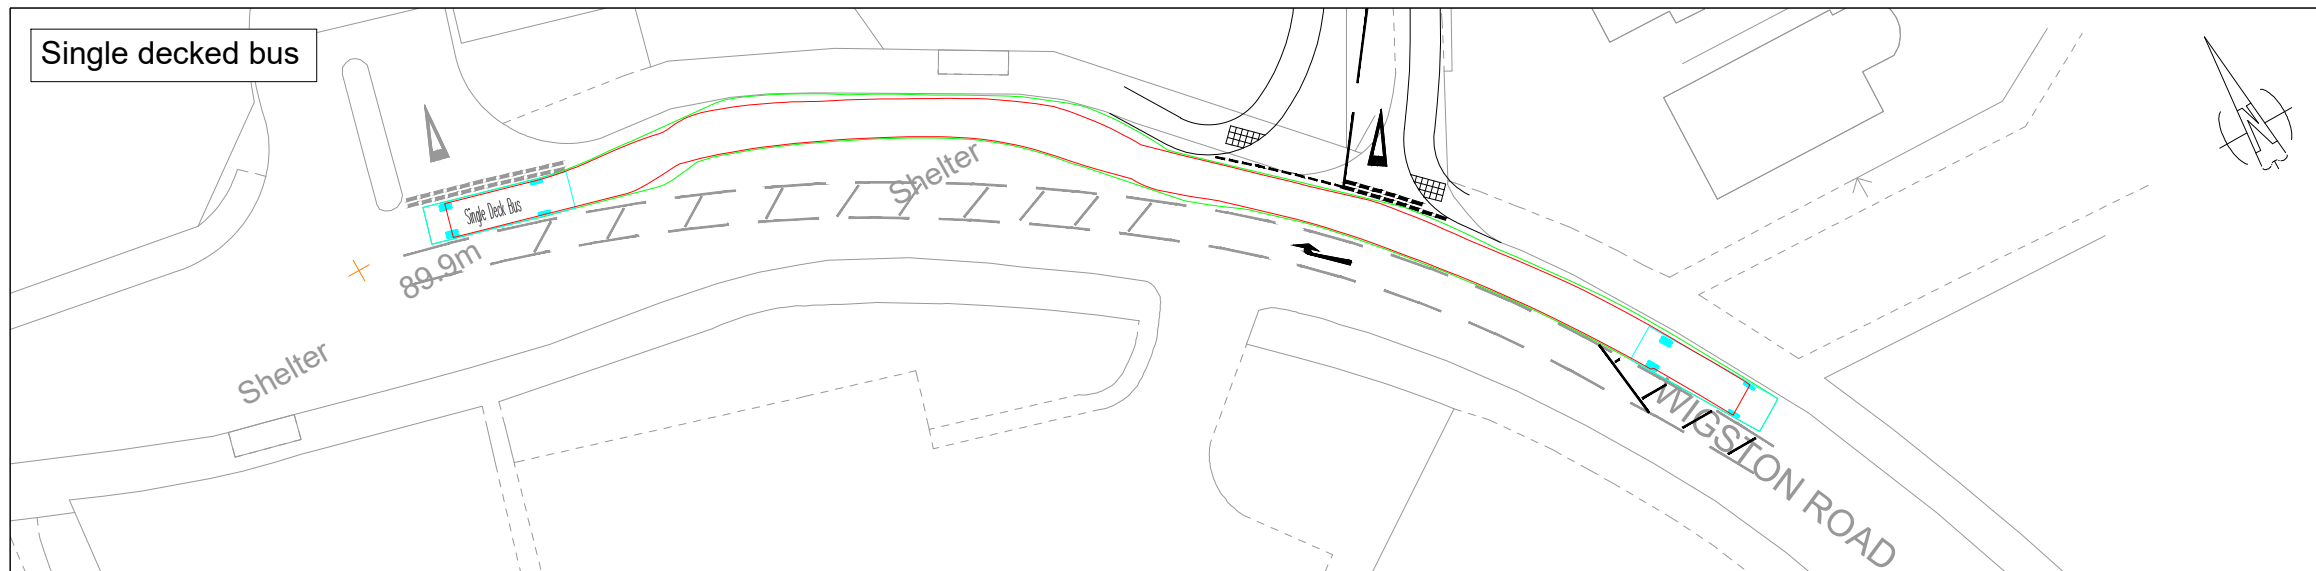 Single decked bus
Shelter
Single Deck Bus
89.9m
Shelter
WIGSTON ROAD
N